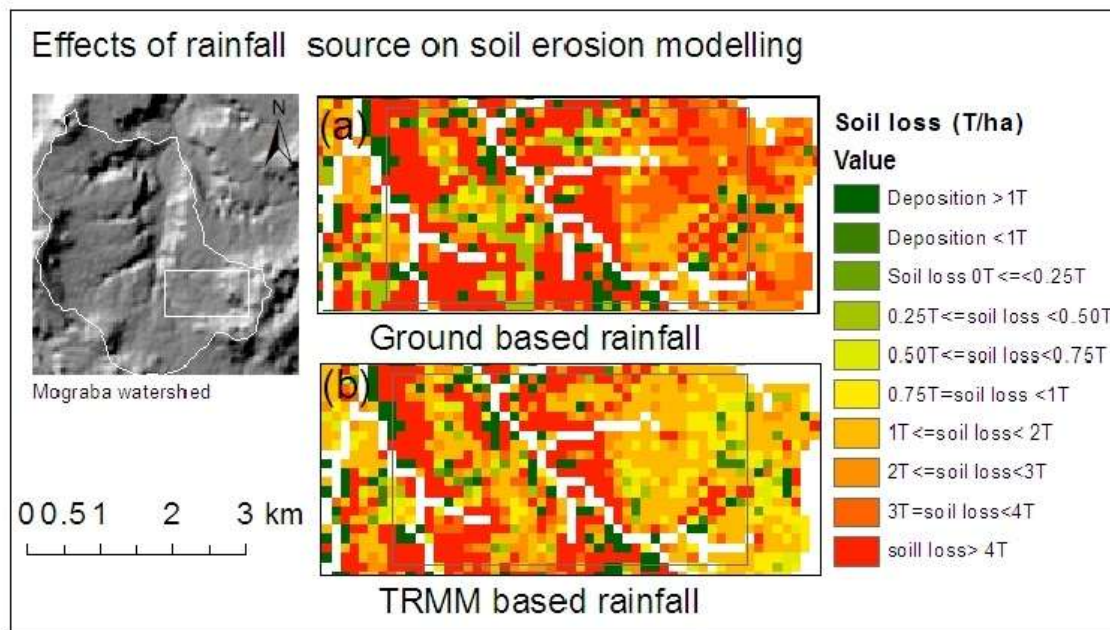 Effects of rainfall source on soil erosion modelling
N
Mograba watershed
0 0.5 1 2 3 km
(a)
Ground based rainfall
(b)
TRMM based rainfall
Soil loss (T/ha)
Value
Deposition >1T
Deposition <1T
Soil loss 0T <=<0.25T
0.25T<=soil loss <0.50T
0.50T<=soil loss<0.75T
0.75T=soil loss <1T
1T <=soil loss< 2T
2T <=soil loss<3T
3T=soil loss<4T
soill loss> 4T